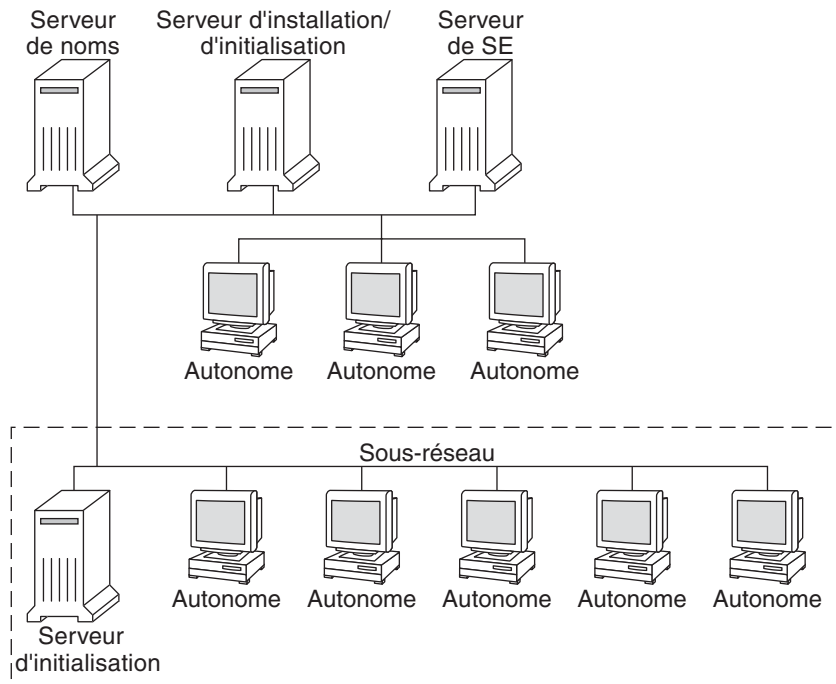 Serveur
de noms
Serveur d'installation/
d'initialisation
Serveur
de SE
Autonome
Autonome
Autonome
Sous-réseau
Autonome
Autonome
Autonome
Autonome
Autonome
Serveur
d'initialisation